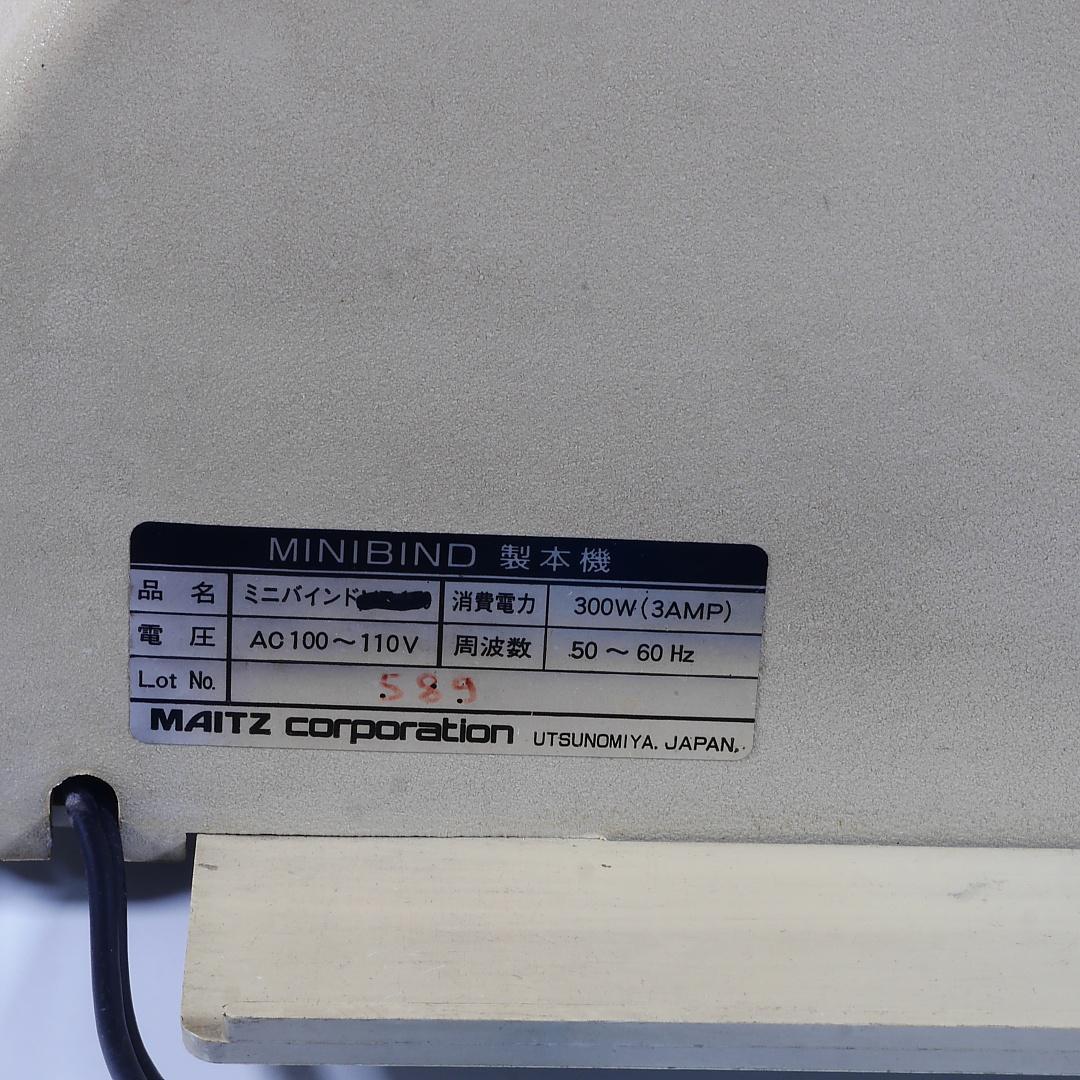 MINIBIND 製本機
品 名 ミニバインド 消費電力 300W(3AMP)
電 圧 AC100～110V 周波数 50～60Hz
Lot No. 589
MAITZ corporation UTSUNOMIYA. JAPAN.